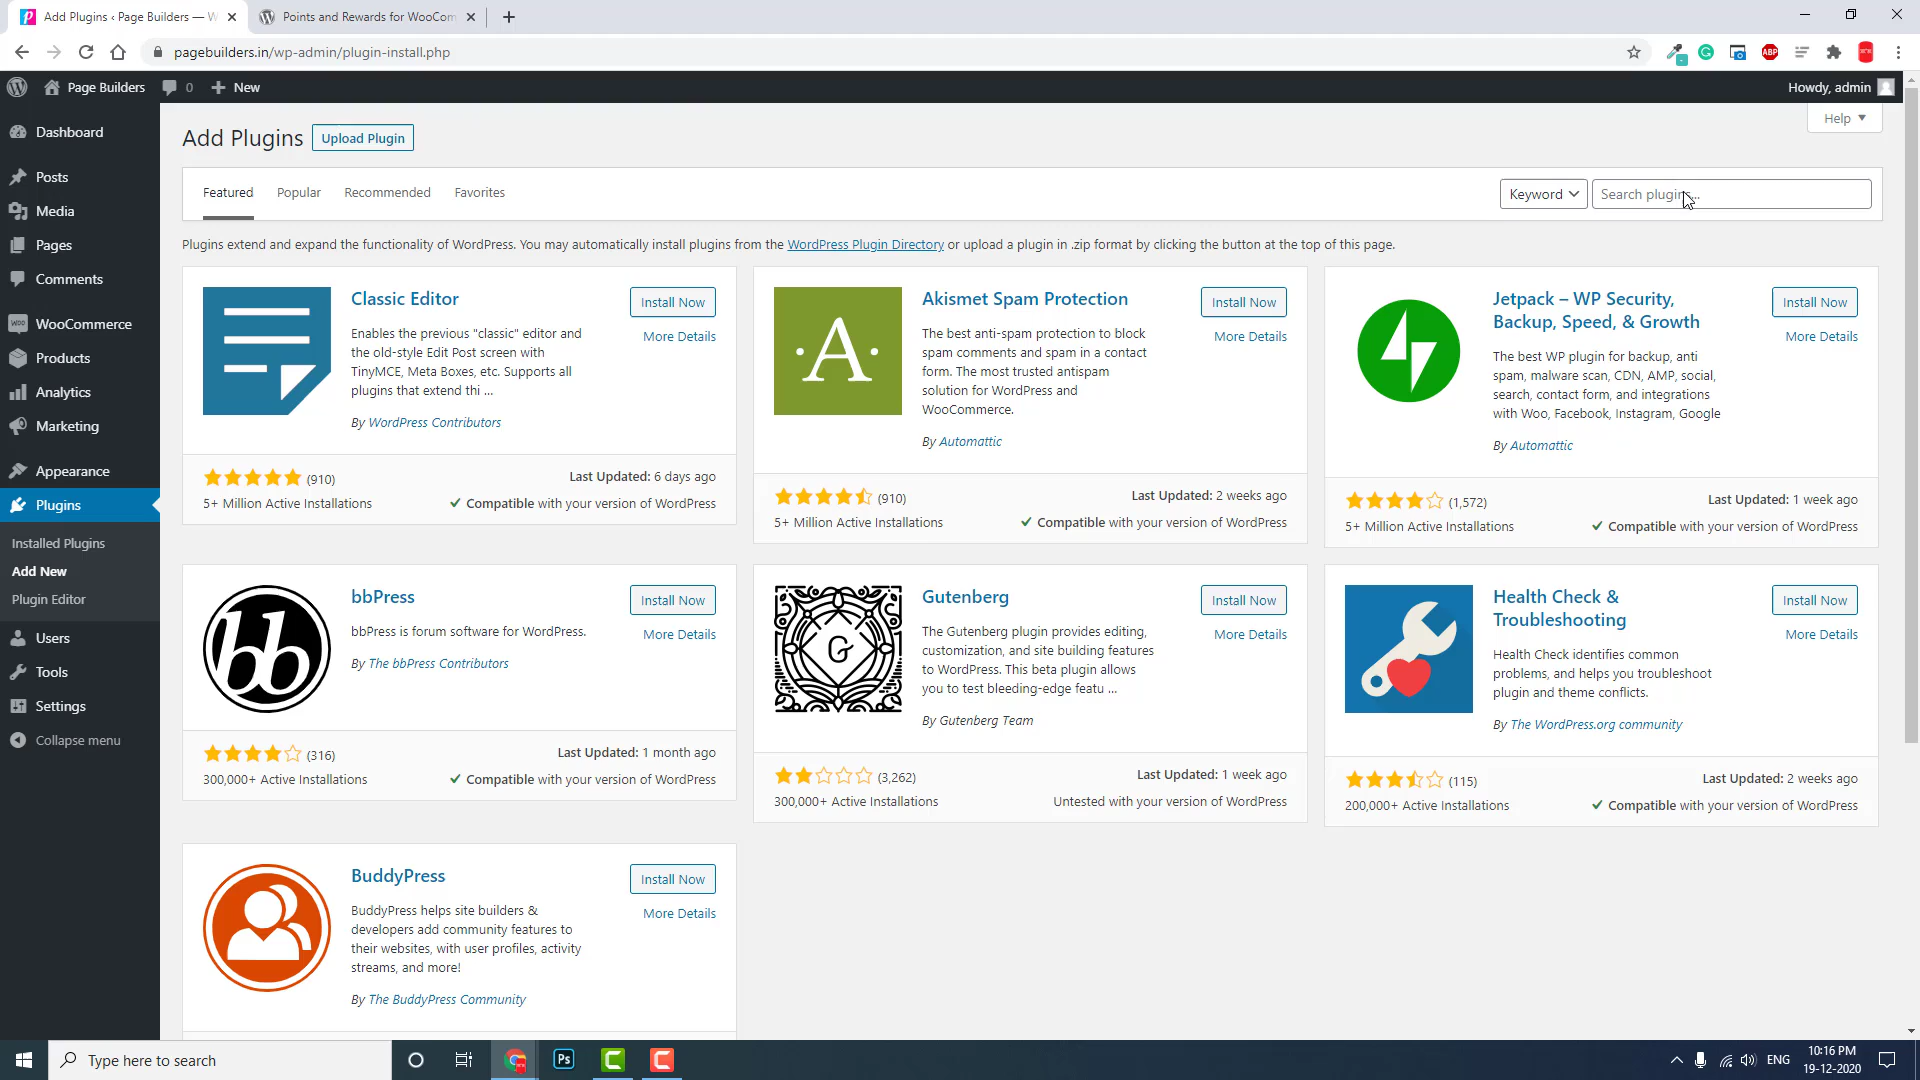 Add Plugins ‹ Page Builders — W
Points and Rewards for WooCom
pagebuilders.in/wp-admin/plugin-install.php
ABP
Page Builders
0
New
Howdy, admin
Dashboard
Posts
Media
Pages
Comments
WooCommerce
Products
Analytics
Marketing
Appearance
Plugins
Installed Plugins
Add New
Plugin Editor
Users
Tools
Settings
Collapse menu
Add Plugins
Upload Plugin
Help
Featured
Popular
Recommended
Favorites
Keyword
Search plugins...
Plugins extend and expand the functionality of WordPress. You may automatically install plugins from the WordPress Plugin Directory or upload a plugin in .zip format by clicking the button at the top of this page.
Classic Editor
Install Now
More Details
Enables the previous "classic" editor and
the old-style Edit Post screen with
TinyMCE, Meta Boxes, etc. Supports all
plugins that extend thi ...
By WordPress Contributors
(910)
Last Updated: 6 days ago
5+ Million Active Installations
Compatible with your version of WordPress
Akismet Spam Protection
Install Now
More Details
The best anti-spam protection to block
spam comments and spam in a contact
form. The most trusted antispam
solution for WordPress and
WooCommerce.
By Automattic
(910)
Last Updated: 2 weeks ago
5+ Million Active Installations
Compatible with your version of WordPress
Jetpack – WP Security,
Backup, Speed, & Growth
Install Now
More Details
The best WP plugin for backup, anti
spam, malware scan, CDN, AMP, social,
search, contact form, and integrations
with Woo, Facebook, Instagram, Google
By Automattic
(1,572)
Last Updated: 1 week ago
5+ Million Active Installations
Compatible with your version of WordPress
bbPress
Install Now
More Details
bbPress is forum software for WordPress.
By The bbPress Contributors
(316)
Last Updated: 1 month ago
300,000+ Active Installations
Compatible with your version of WordPress
Gutenberg
Install Now
More Details
The Gutenberg plugin provides editing,
customization, and site building features
to WordPress. This beta plugin allows
you to test bleeding-edge featu ...
By Gutenberg Team
(3,262)
Last Updated: 1 week ago
300,000+ Active Installations
Untested with your version of WordPress
Health Check &
Troubleshooting
Install Now
More Details
Health Check identifies common
problems, and helps you troubleshoot
plugin and theme conflicts.
By The WordPress.org community
(115)
Last Updated: 2 weeks ago
200,000+ Active Installations
Compatible with your version of WordPress
BuddyPress
Install Now
More Details
BuddyPress helps site builders &
developers add community features to
their websites, with user profiles, activity
streams, and more!
By The BuddyPress Community
Type here to search
Ps
ENG
10:16 PM
19-12-2020